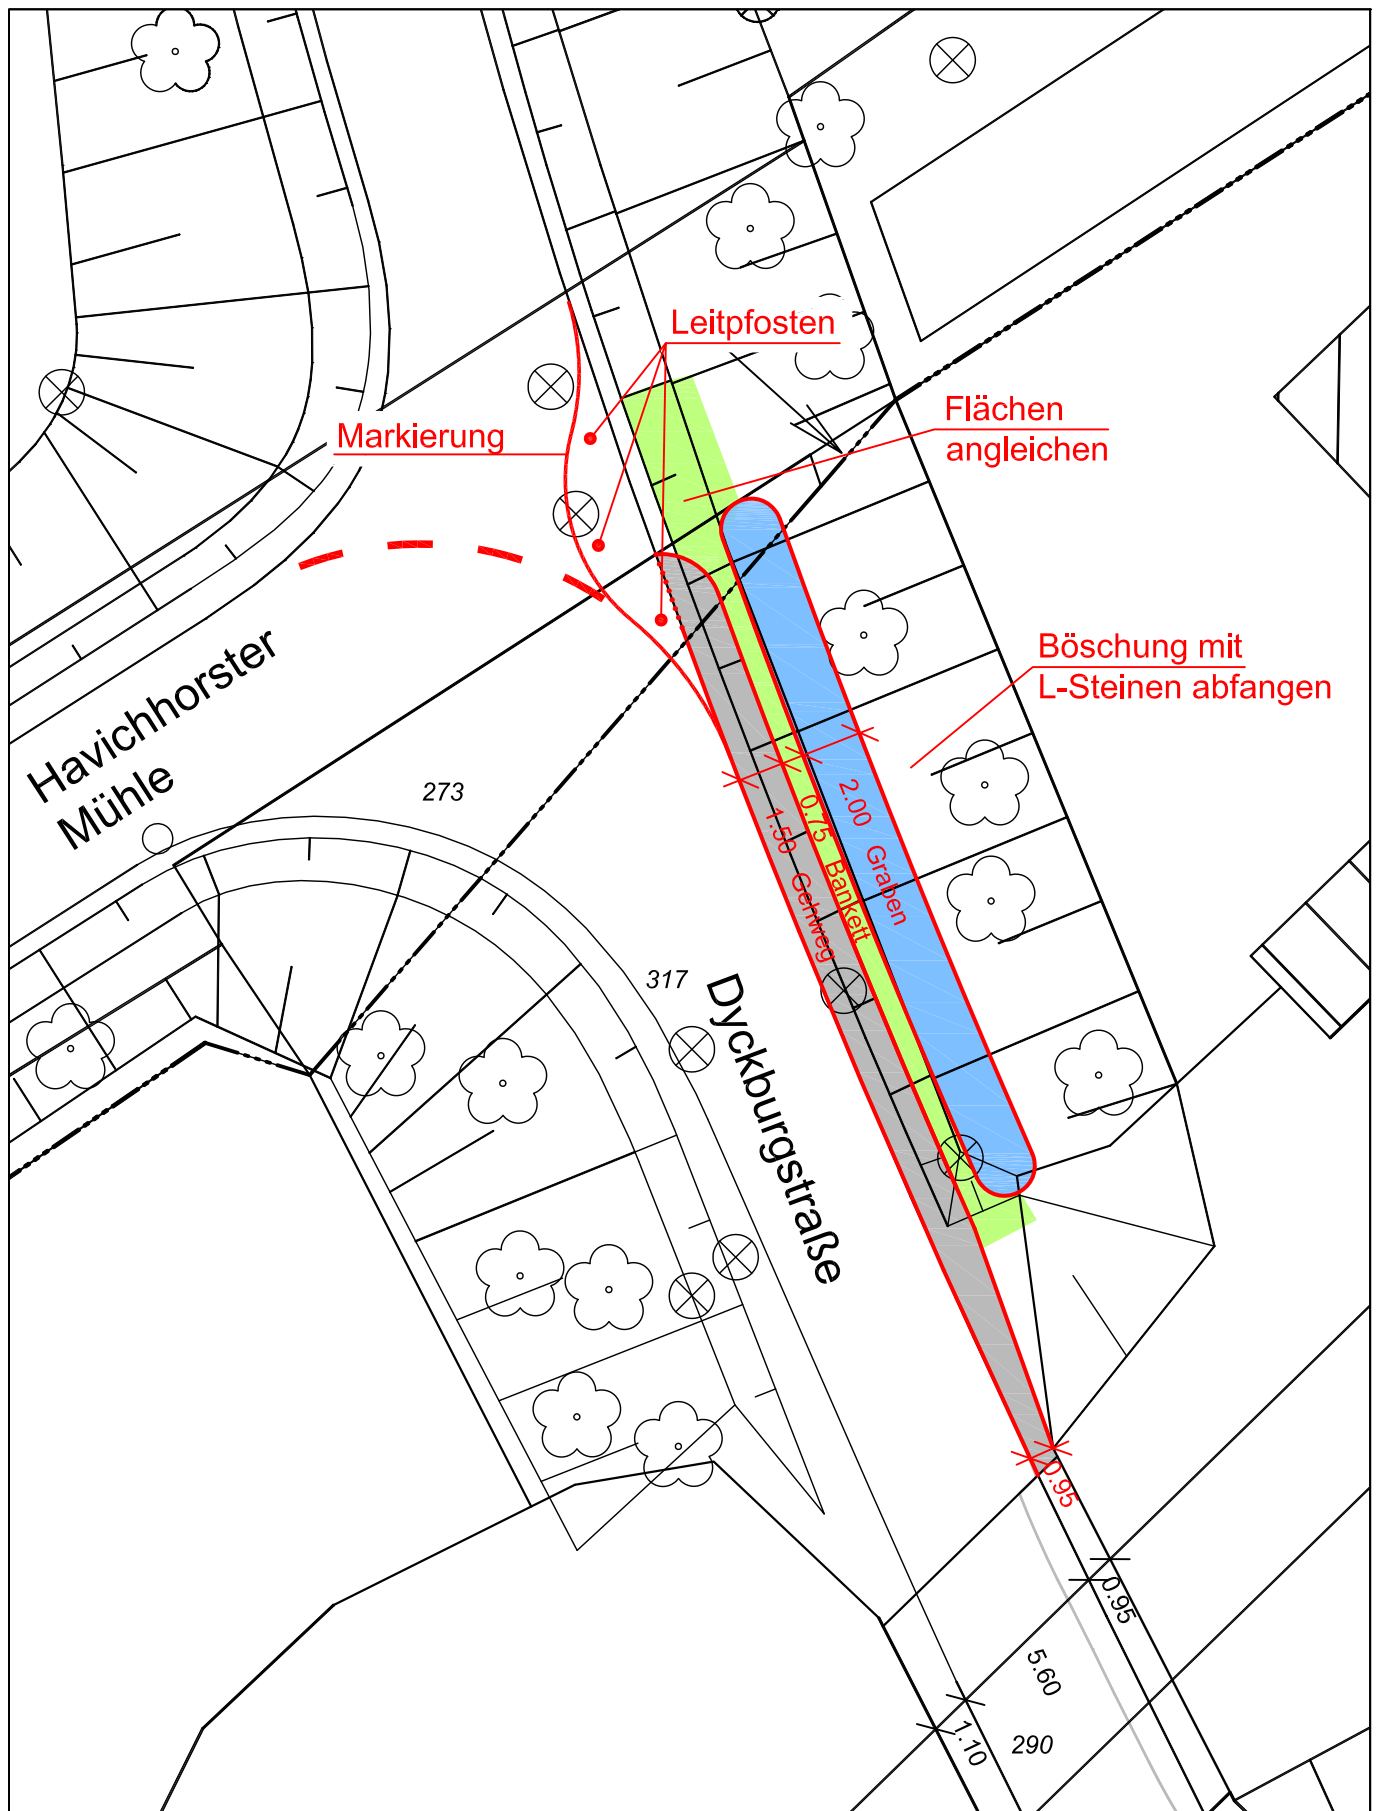 Leitpfosten
Markierung
Flächen
angleichen
Böschung mit
L-Steinen abfangen
Havichhorster
Mühle
273
2.00 Graben
0.75 Bankett
1.50 Gehweg
317
Dyckburgstraße
0.95
0.95
5.60
290
1.10